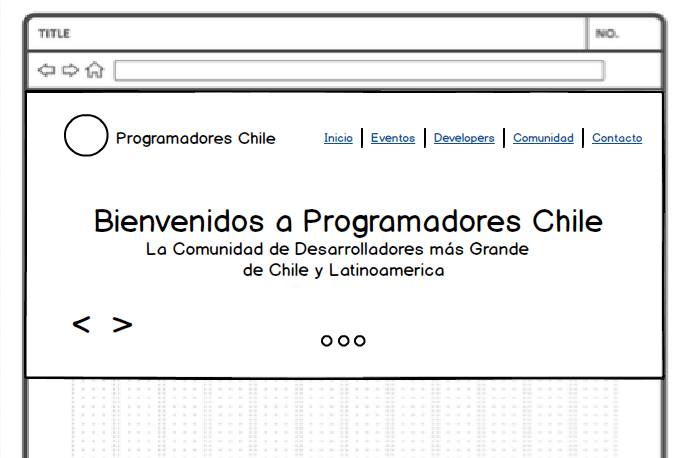 TITLE NO.
Programadores Chile Inicio Eventos Developers Comunidad Contacto
Bienvenidos a Programadores Chile
La Comunidad de Desarrolladores más Grande
de Chile y Latinoamerica
< >